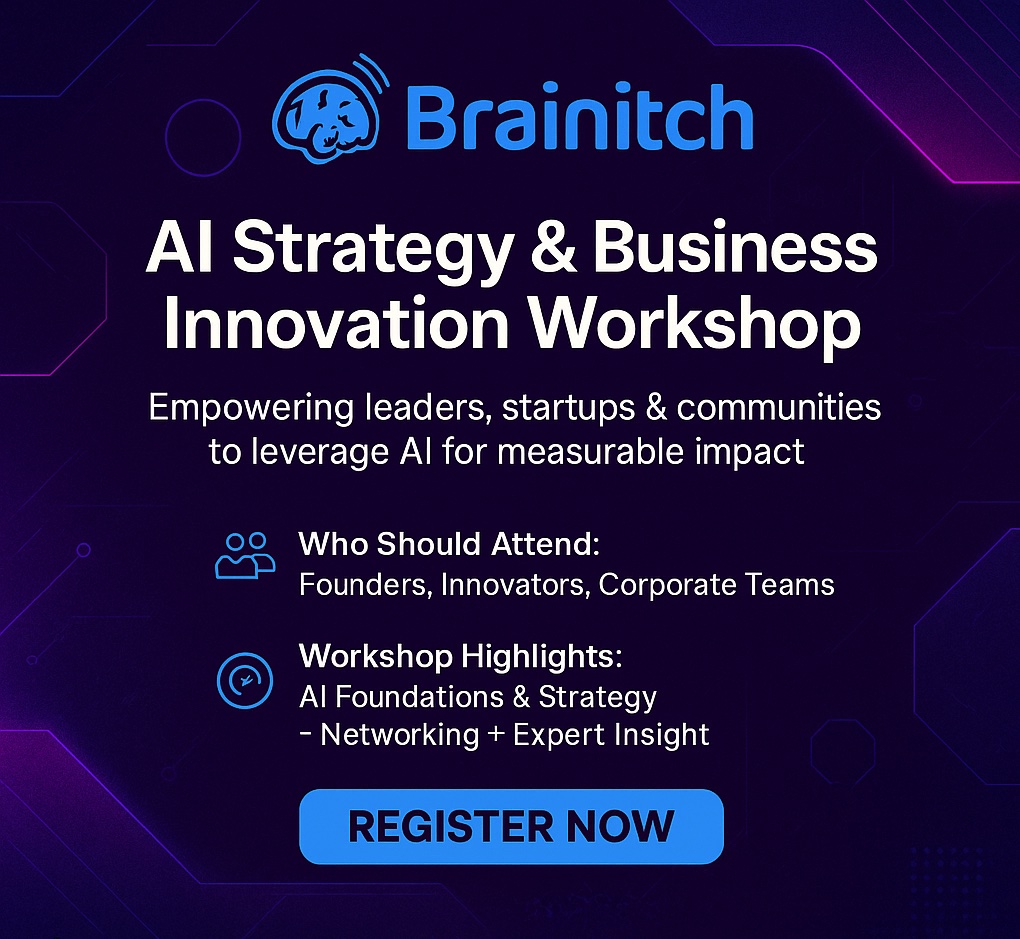 Brainitch
AI Strategy & Business
Innovation Workshop
Empowering leaders, startups & communities
to leverage AI for measurable impact
Who Should Attend:
Founders, Innovators, Corporate Teams
Workshop Highlights:
AI Foundations & Strategy
- Networking + Expert Insight
REGISTER NOW